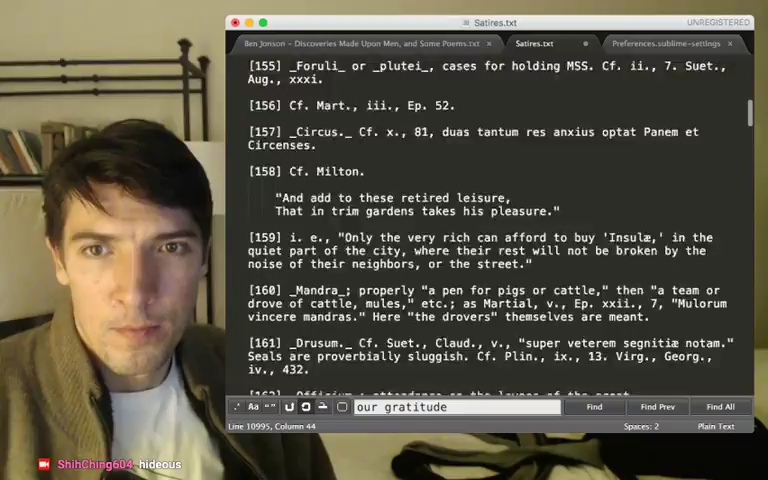 Satires.txt
UNREGISTERED
Ben Jonson – Discoveries Made Upon Men, and Some Poems.txt × Satires.txt Preferences.sublime-settings ×
[155] _Foruli_ or _plutei_, cases for holding MSS. Cf. ii., 7. Suet.,
Aug., xxxi.
[156] Cf. Mart., iii., Ep. 52.
[157] _Circus._ Cf. x., 81, duas tantum res anxius optat Panem et
Circenses.
[158] Cf. Milton.
"And add to these retired leisure,
That in trim gardens takes his pleasure."
[159] i. e., "Only the very rich can afford to buy 'Insulæ,' in the
quiet part of the city, where their rest will not be broken by the
noise of their neighbors, or the street."
[160] _Mandra_; properly "a pen for pigs or cattle," then "a team or
drove of cattle, mules," etc.; as Martial, v., Ep. xxii., 7, "Mulorum
vincere mandras." Here "the drovers" themselves are meant.
[161] _Drusum._ Cf. Suet., Claud., v., "super veterem segnitiæ notam."
Seals are proverbially sluggish. Cf. Plin., ix., 13. Virg., Georg.,
iv., 432.
.* Aa "" our gratitude Find Find Prev Find All
Line 10995, Column 44 Spaces: 2 Plain Text
ShihChing604 hideous